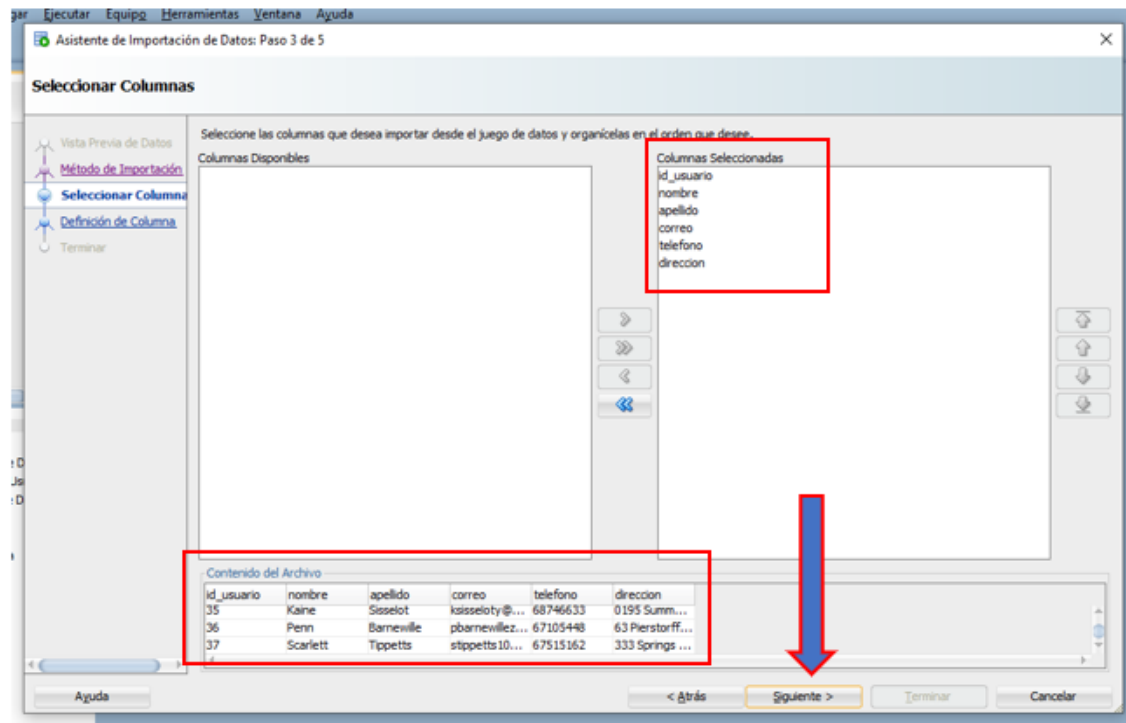 gar Ejecutar Equipo Herramientas Ventana Ayuda
Asistente de Importación de Datos: Paso 3 de 5
Seleccionar Columnas
Vista Previa de Datos
Método de Importación
Seleccionar Columna
Definición de Columna
Terminar
Seleccione las columnas que desea importar desde el juego de datos y organícelas en el orden que desee.
Columnas Disponibles
Columnas Seleccionadas
id_usuario
nombre
apellido
correo
telefono
direccion
Contenido del Archivo
id_usuario nombre apellido correo telefono direccion
35 Kaine Sisselot ksisseloty@... 68746633 0195 Summ...
36 Penn Barnewille pbarnewillez... 67105448 63 Pierstorff...
37 Scarlett Tippetts stippetts10... 67515162 333 Springs ...
Ayuda
< Atrás
Siguiente >
Terminar
Cancelar